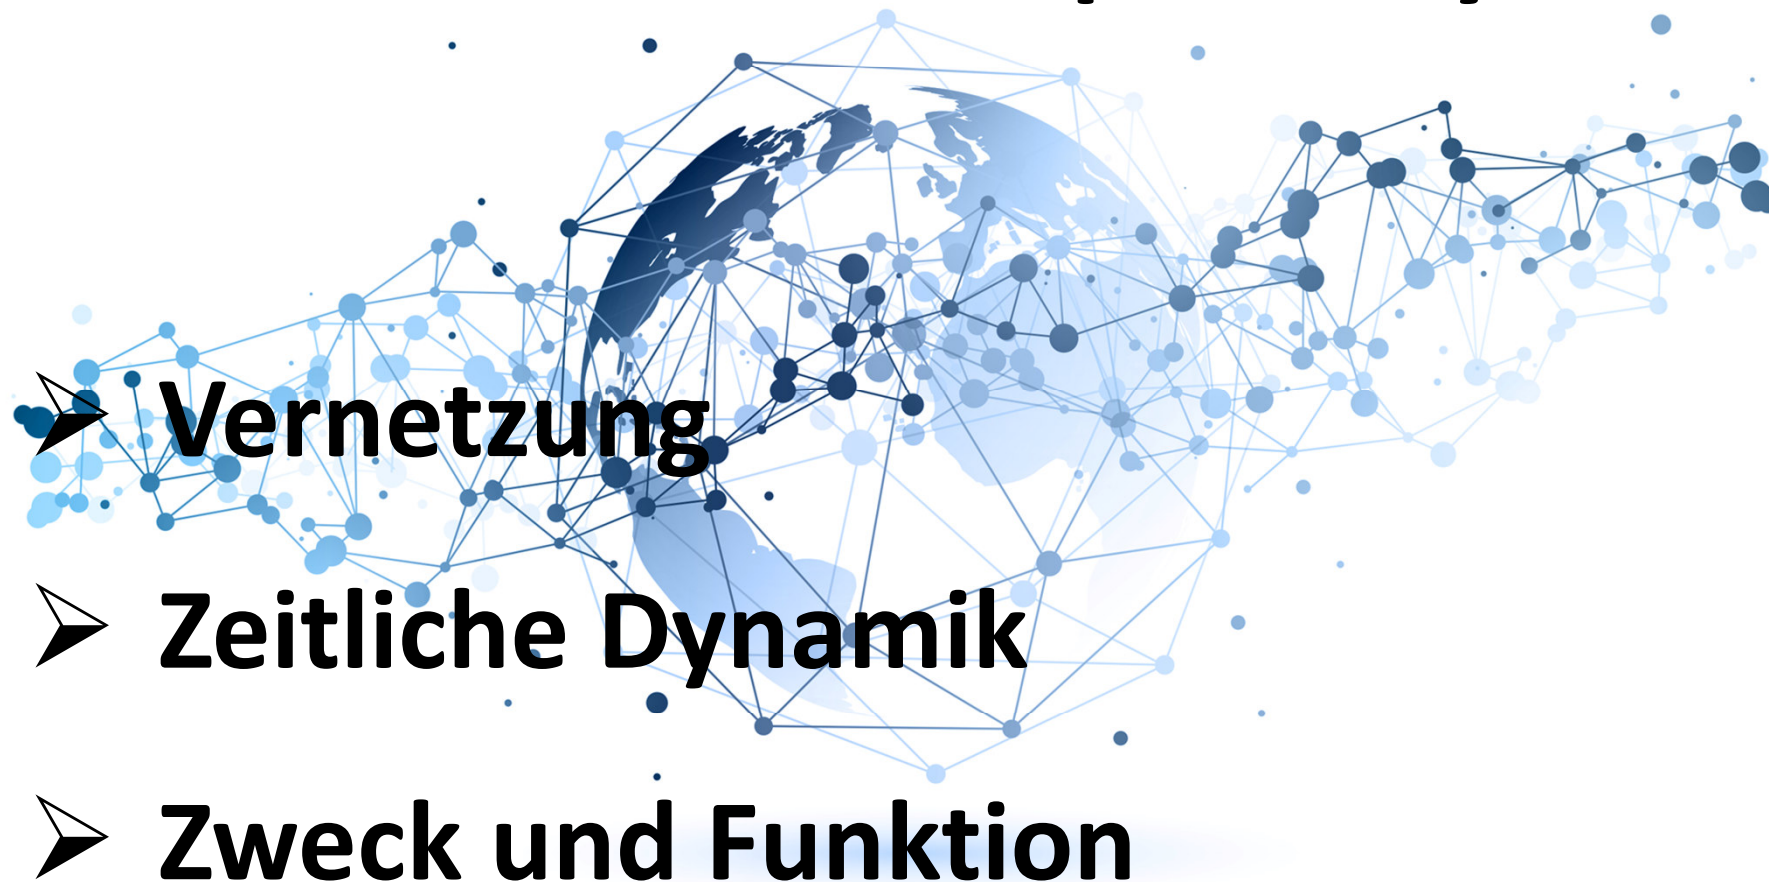 ➢ Vernetzung
➢ Zeitliche Dynamik
➢ Zweck und Funktion